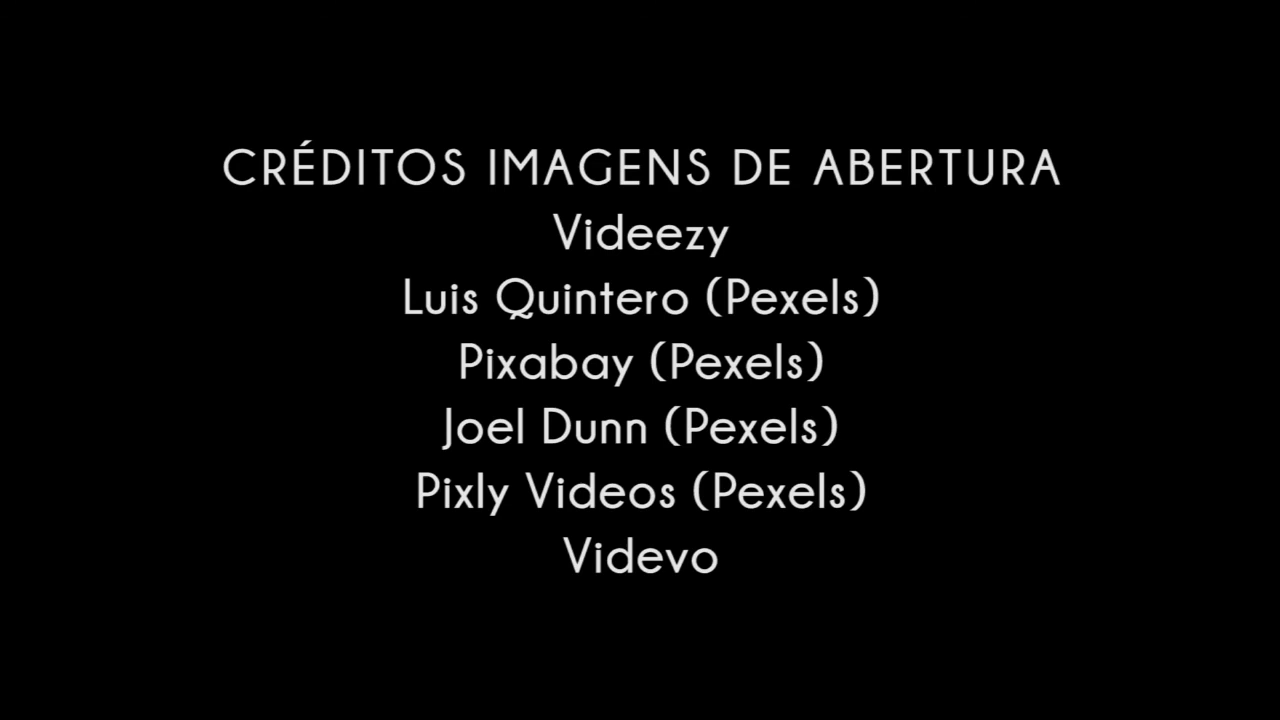 CRÉDITOS IMAGENS DE ABERTURA
Videezy
Luis Quintero (Pexels)
Pixabay (Pexels)
Joel Dunn (Pexels)
Pixly Videos (Pexels)
Videvo